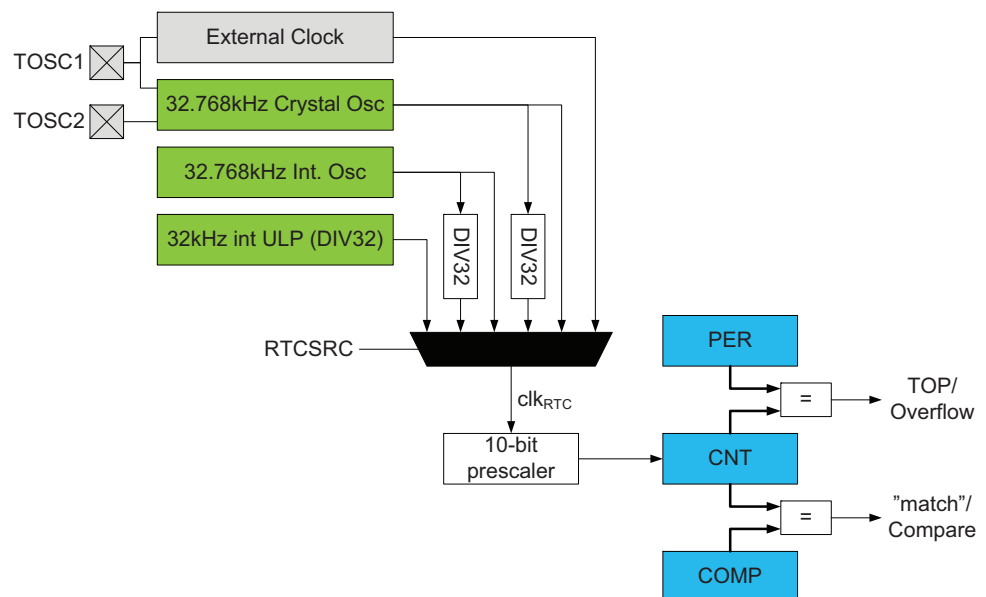 External Clock
TOSC1
32.768kHz Crystal Osc
TOSC2
32.768kHz Int. Osc
32kHz int ULP (DIV32)
DIV32
DIV32
RTCSRC
PER
clkRTC
=
TOP/
Overflow
10-bit
prescaler
CNT
=
”match”/
Compare
COMP